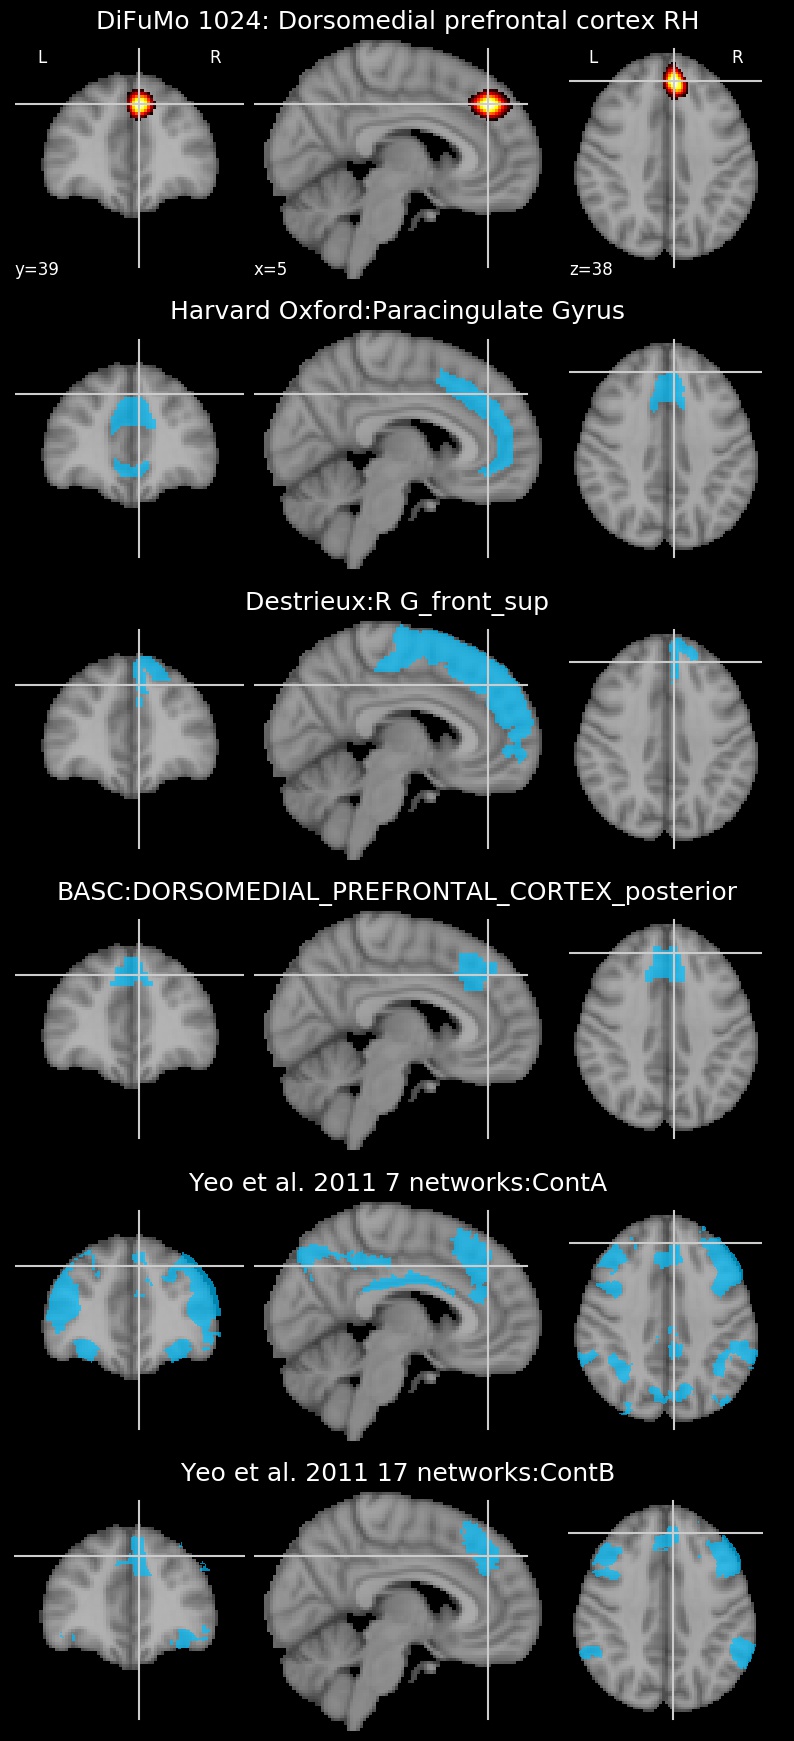 DiFuMo 1024: Dorsomedial prefrontal cortex RH
L R L R
y=39 x=5 z=38
Harvard Oxford:Paracingulate Gyrus
Destrieux:R G_front_sup
BASC:DORSOMEDIAL_PREFRONTAL_CORTEX_posterior
Yeo et al. 2011 7 networks:ContA
Yeo et al. 2011 17 networks:ContB